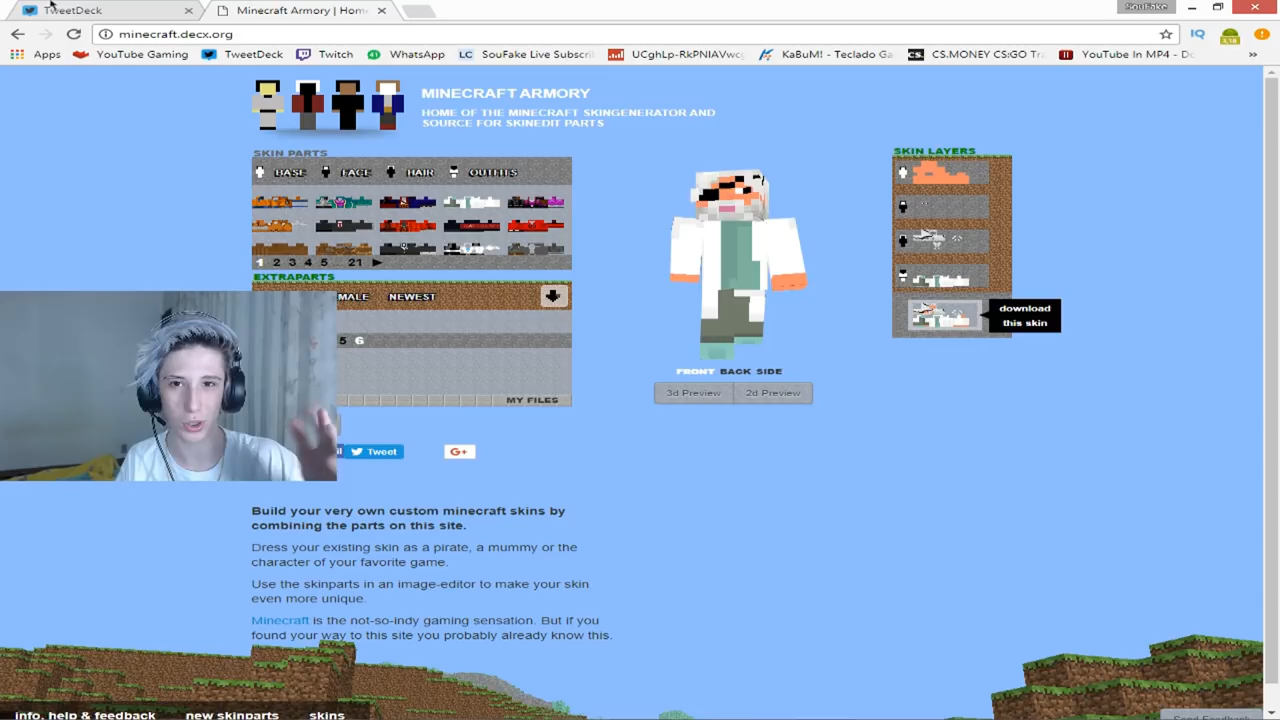 TweetDeck
Minecraft Armory | Hom
SouFake
minecraft.decx.org
Apps YouTube Gaming TweetDeck Twitch WhatsApp SouFake Live Subscri UCghLp-RkPNIAVwc KaBuM! - Teclado Ga CS.MONEY CS:GO Tra YouTube In MP4 - Do »
MINECRAFT ARMORY
HOME OF THE MINECRAFT SKINGENERATOR AND
SOURCE FOR SKINEDIT PARTS
SKIN PARTS
BASE FACE HAIR OUTFITS
1 2 3 4 5 ... 21
EXTRAPARTS
MALE NEWEST
5 6
MY FILES
Tweet
G+
SKIN LAYERS
download
this skin
FRONT BACK SIDE
3d Preview 2d Preview
Build your very own custom minecraft skins by
combining the parts on this site.
Dress your existing skin as a pirate, a mummy or the
character of your favorite game.
Use the skinparts in an image-editor to make your skin
even more unique.
Minecraft is the not-so-indy gaming sensation. But if you
found your way to this site you probably already know this.
info, help & feedback new skinparts skins
Send Feedback